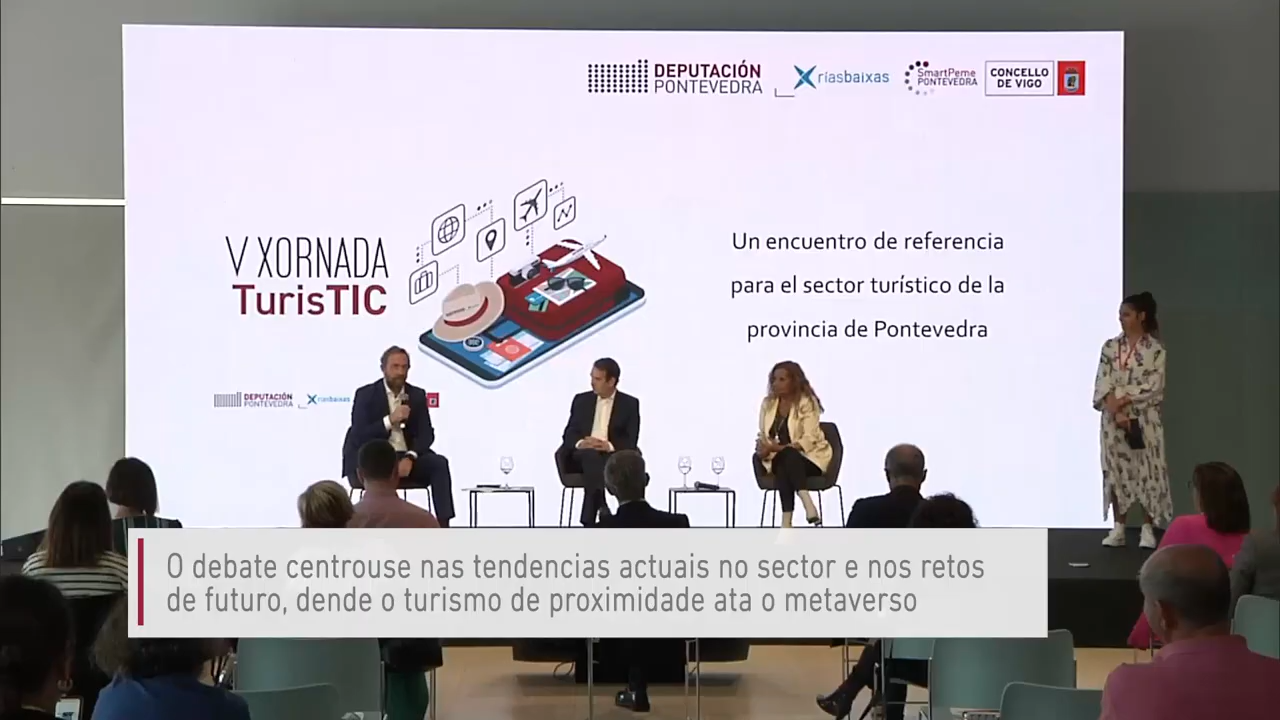 DEPUTACIÓN
PONTEVEDRA
ríasbaixas
SmartPeme
PONTEVEDRA
CONCELLO
DE VIGO
V XORNADA
TurisTIC
Un encuentro de referencia
para el sector turístico de la
provincia de Pontevedra
DEPUTACIÓN
PONTEVEDRA
ríasbaixas
O debate centrouse nas tendencias actuais no sector e nos retos
de futuro, dende o turismo de proximidade ata o metaverso